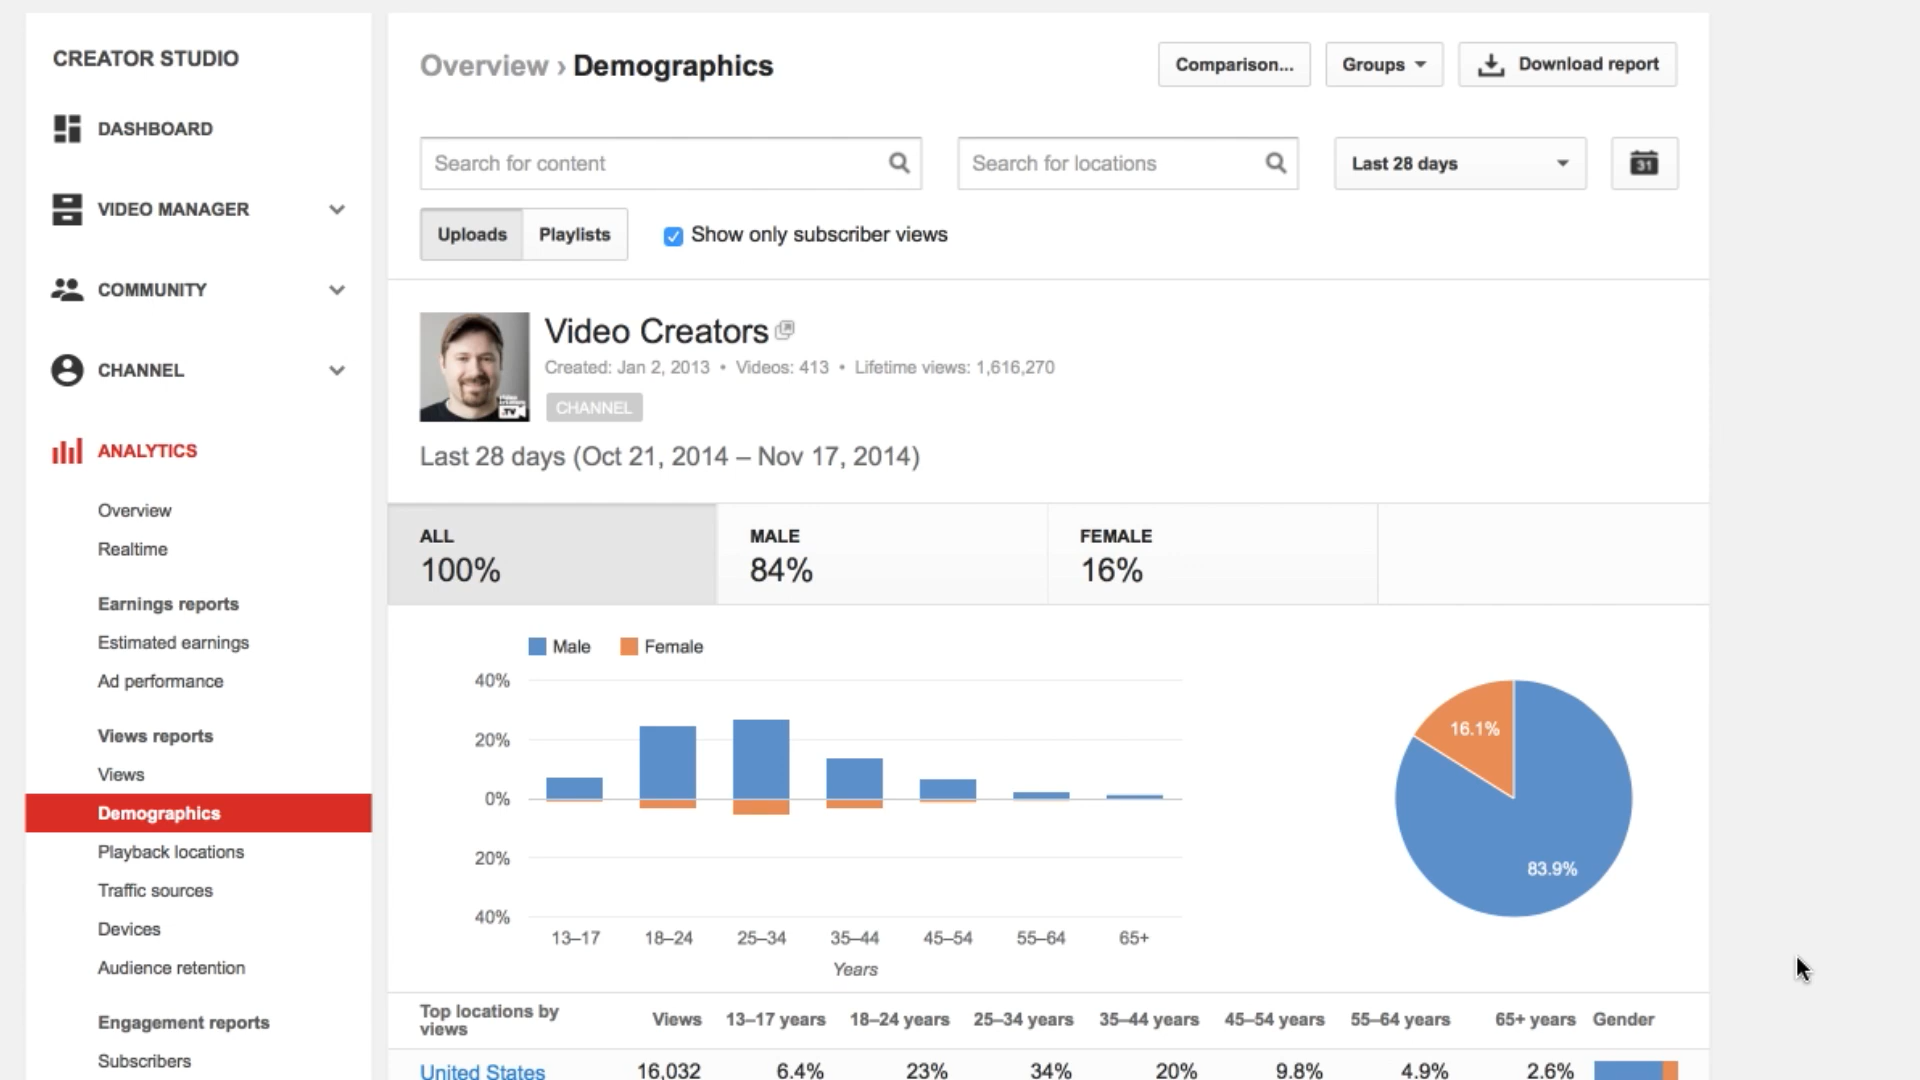 CREATOR STUDIO
DASHBOARD
VIDEO MANAGER
COMMUNITY
CHANNEL
ANALYTICS
Overview
Realtime
Earnings reports
Estimated earnings
Ad performance
Views reports
Views
Demographics
Playback locations
Traffic sources
Devices
Audience retention
Engagement reports
Subscribers
Overview › Demographics
Comparison... Groups Download report
Search for content Search for locations Last 28 days 31
Uploads Playlists Show only subscriber views
Video Creators
Created: Jan 2, 2013 • Videos: 413 • Lifetime views: 1,616,270
CHANNEL
Last 28 days (Oct 21, 2014 – Nov 17, 2014)
ALL MALE FEMALE
100% 84% 16%
Male Female
40%
20%
0%
20%
40%
13–17 18–24 25–34 35–44 45–54 55–64 65+
Years
16.1%
83.9%
Top locations by
views
Views 13–17 years 18–24 years 25–34 years 35–44 years 45–54 years 55–64 years 65+ years Gender
United States 16,032 6.4% 23% 34% 20% 9.8% 4.9% 2.6%